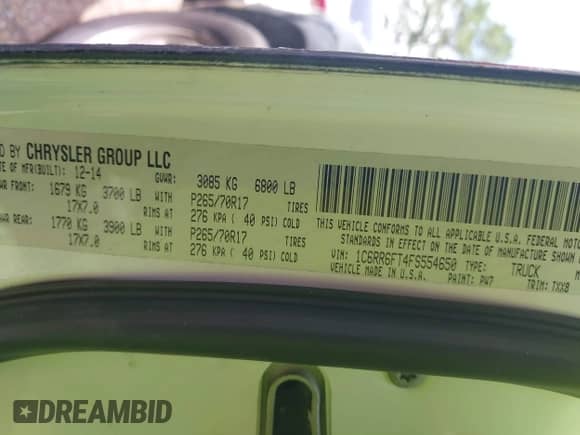 D BY CHRYSLER GROUP LLC
TE OF MFR(BUILT): 12-14 GVWR: 3085 KG 6800 LB
WR FRONT: 1679 KG 3700 LB WITH P265/70R17 TIRES
17X7.0 RIMS AT 276 KPA ( 40 PSI) COLD
WR REAR: 1770 KG 3900 LB WITH P265/70R17 TIRES
17X7.0 RIMS AT 276 KPA ( 40 PSI) COLD
THIS VEHICLE CONFORMS TO ALL APPLICABLE U.S.A. FEDERAL MOTO
STANDARDS IN EFFECT ON THE DATE OF MANUFACTURE SHOWN
VIN: 1C6RR6FT4FS554650 TYPE: TRUCK
VEHICLE MADE IN U.S.A. PAINT: PW7 TRIM: TXX8
DREAMBID